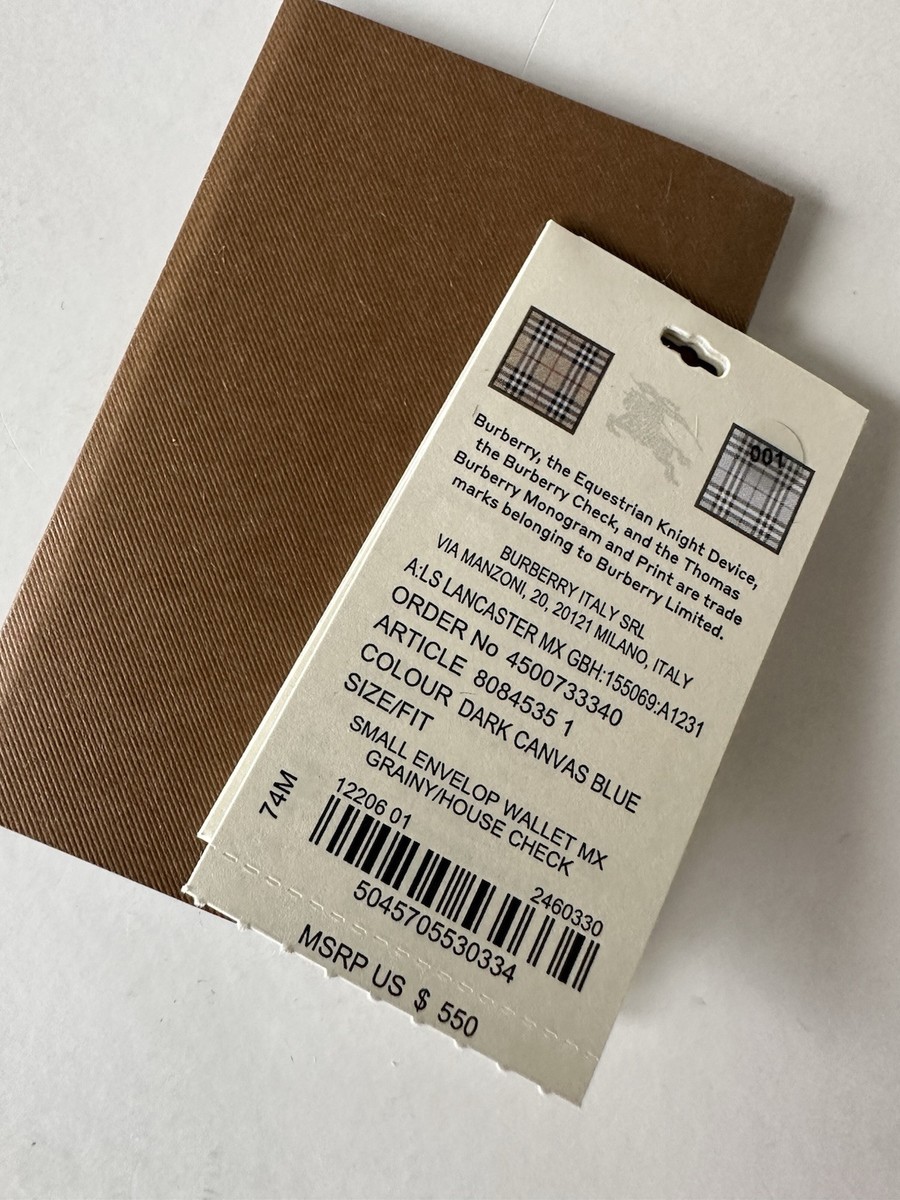 001
Burberry, the Equestrian Knight Device,
the Burberry Check, and the Thomas
Burberry Monogram and Print are trade
marks belonging to Burberry Limited.
BURBERRY ITALY SRL
VIA MANZONI, 20, 20121 MILANO, ITALY
A:LS LANCASTER MX GBH:155069:A1231
ORDER No 4500733340
ARTICLE 8084535 1
COLOUR DARK CANVAS BLUE
SIZE/FIT
SMALL ENVELOP WALLET MX
GRAINY/HOUSE CHECK
74M
12206 01
2460330
5045705530334
MSRP US $ 550